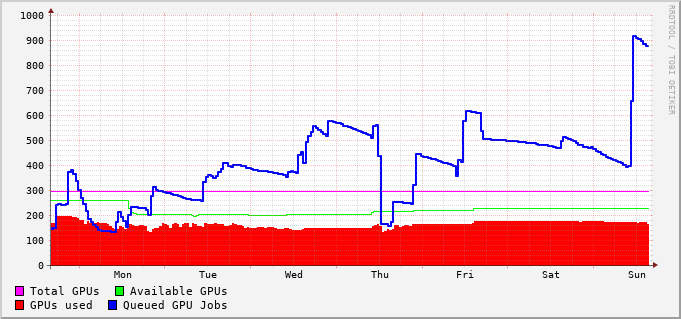 1000
900
800
700
600
500
400
300
200
100
0
Mon Tue Wed Thu Fri Sat Sun
Total GPUs Available GPUs
GPUs used Queued GPU Jobs
RRDTOOL / TOBI OETIKER